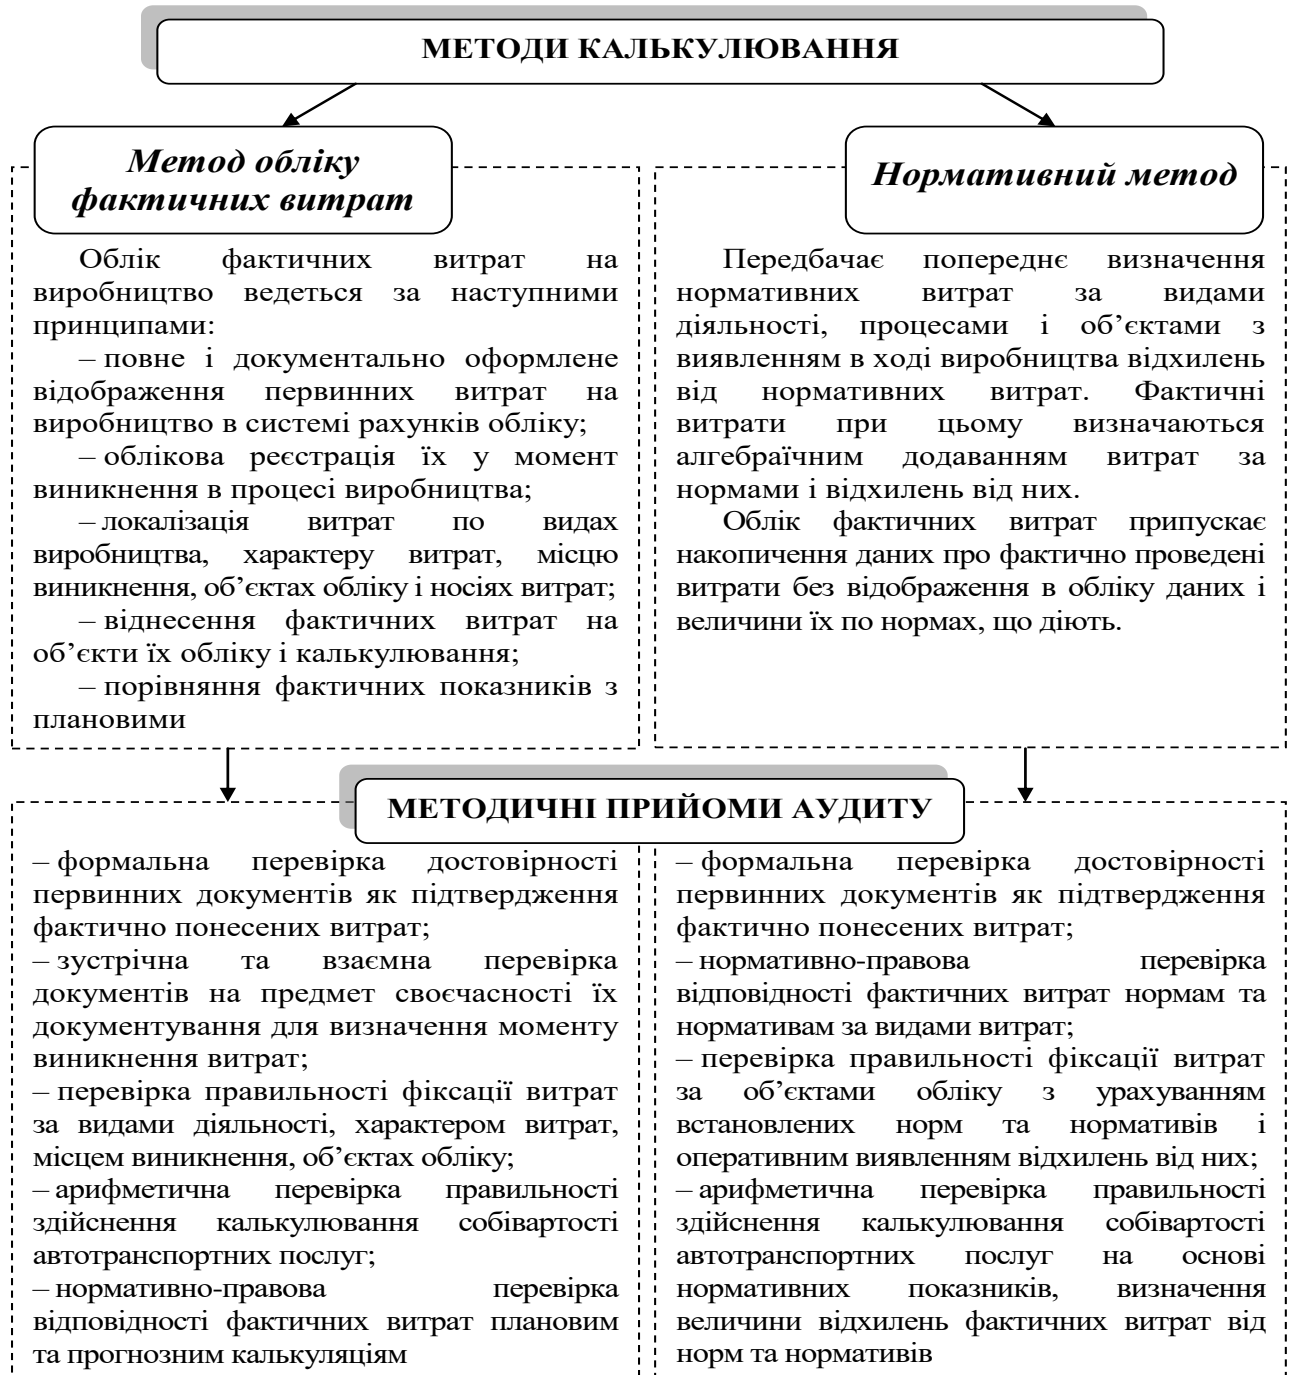 МЕТОДИ КАЛЬКУЛЮВАННЯ
Метод обліку
фактичних витрат
Облік фактичних витрат на
виробництво ведеться за наступними
принципами:
– повне і документально оформлене
відображення первинних витрат на
виробництво в системі рахунків обліку;
– облікова реєстрація їх у момент
виникнення в процесі виробництва;
– локалізація витрат по видах
виробництва, характеру витрат, місцю
виникнення, об’єктах обліку і носіях витрат;
– віднесення фактичних витрат на
об’єкти їх обліку і калькулювання;
– порівняння фактичних показників з
плановими
Нормативний метод
Передбачає попереднє визначення
нормативних витрат за видами
діяльності, процесами і об’єктами з
виявленням в ході виробництва відхилень
від нормативних витрат. Фактичні
витрати при цьому визначаються
алгебраїчним додаванням витрат за
нормами і відхилень від них.
Облік фактичних витрат припускає
накопичення даних про фактично проведені
витрати без відображення в обліку даних і
величини їх по нормах, що діють.
МЕТОДИЧНІ ПРИЙОМИ АУДИТУ
– формальна перевірка достовірності
первинних документів як підтвердження
фактично понесених витрат;
– зустрічна та взаємна перевірка
документів на предмет своєчасності їх
документування для визначення моменту
виникнення витрат;
– перевірка правильності фіксації витрат
за видами діяльності, характером витрат,
місцем виникнення, об’єктах обліку;
– арифметична перевірка правильності
здійснення калькулювання собівартості
автотранспортних послуг;
– нормативно-правова перевірка
відповідності фактичних витрат плановим
та прогнозним калькуляціям
– формальна перевірка достовірності
первинних документів як підтвердження
фактично понесених витрат;
– нормативно-правова перевірка
відповідності фактичних витрат нормам та
нормативам за видами витрат;
– перевірка правильності фіксації витрат
за об’єктами обліку з урахуванням
встановлених норм та нормативів і
оперативним виявленням відхилень від них;
– арифметична перевірка правильності
здійснення калькулювання собівартості
автотранспортних послуг на основі
нормативних показників, визначення
величини відхилень фактичних витрат від
норм та нормативів